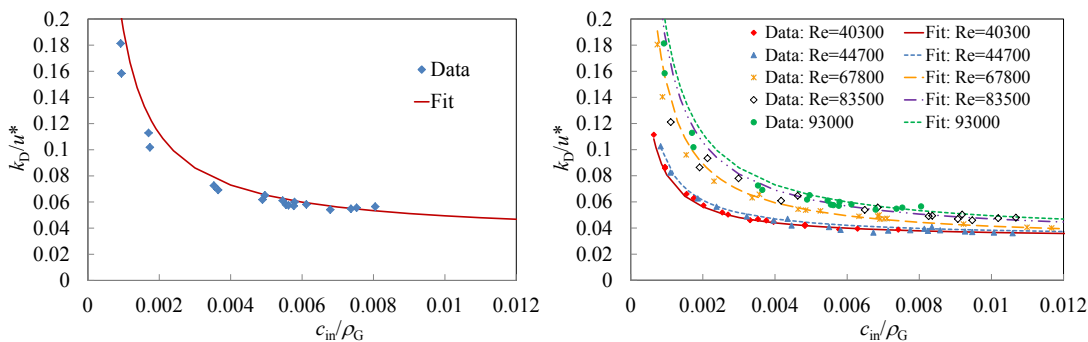 0.2
0.18
0.16
0.14
0.12
0.1
0.08
0.06
0.04
0.02
0
k_D/u*
Data
Fit
0 0.002 0.004 0.006 0.008 0.01 0.012
c_in/ρ_G
0.2
0.18
0.16
0.14
0.12
0.1
0.08
0.06
0.04
0.02
0
k_D/u*
Data: Re=40300 Fit: Re=40300
Data: Re=44700 Fit: Re=44700
Data: Re=67800 Fit: Re=67800
Data: Re=83500 Fit: Re=83500
Data: 93000 Fit: 93000
0 0.002 0.004 0.006 0.008 0.01 0.012
c_in/ρ_G